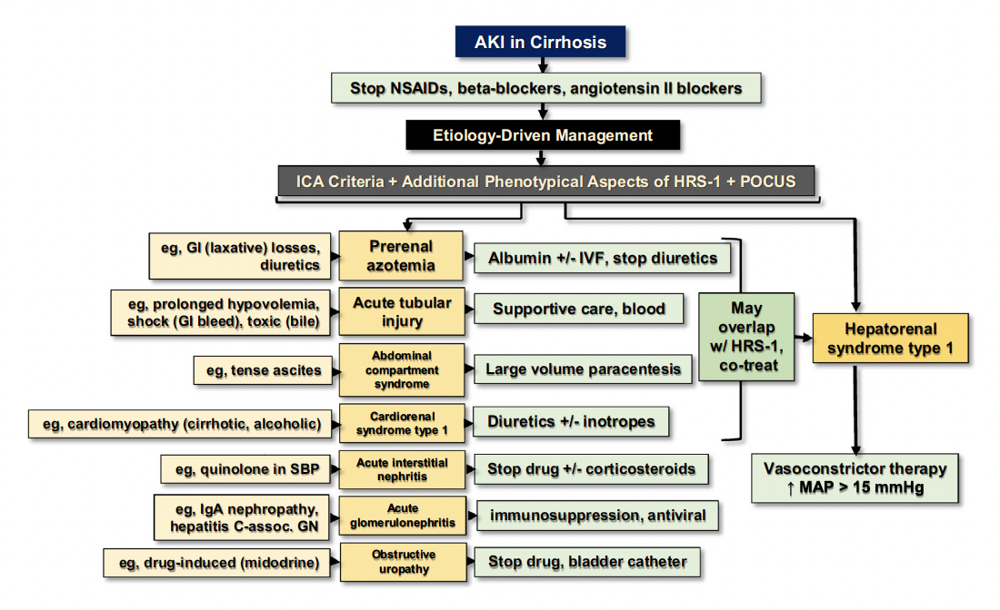 AKI in Cirrhosis
Stop NSAIDs, beta-blockers, angiotensin II blockers
Etiology-Driven Management
ICA Criteria + Additional Phenotypical Aspects of HRS-1 + POCUS
eg, GI (laxative) losses,
diuretics
Prerenal
azotemia
Albumin +/- IVF, stop diuretics
eg, prolonged hypovolemia,
shock (GI bleed), toxic (bile)
Acute tubular
injury
Supportive care, blood
eg, tense ascites
Abdominal
compartment
syndrome
Large volume paracentesis
eg, cardiomyopathy (cirrhotic, alcoholic)
Cardiorenal
syndrome type 1
Diuretics +/- inotropes
eg, quinolone in SBP
Acute interstitial
nephritis
Stop drug +/- corticosteroids
eg, IgA nephropathy,
hepatitis C-assoc. GN
Acute
glomerulonephritis
immunosuppression, antiviral
eg, drug-induced (midodrine)
Obstructive
uropathy
Stop drug, bladder catheter
May
overlap
w/ HRS-1,
co-treat
Hepatorenal
syndrome type 1
Vasoconstrictor therapy
↑ MAP > 15 mmHg